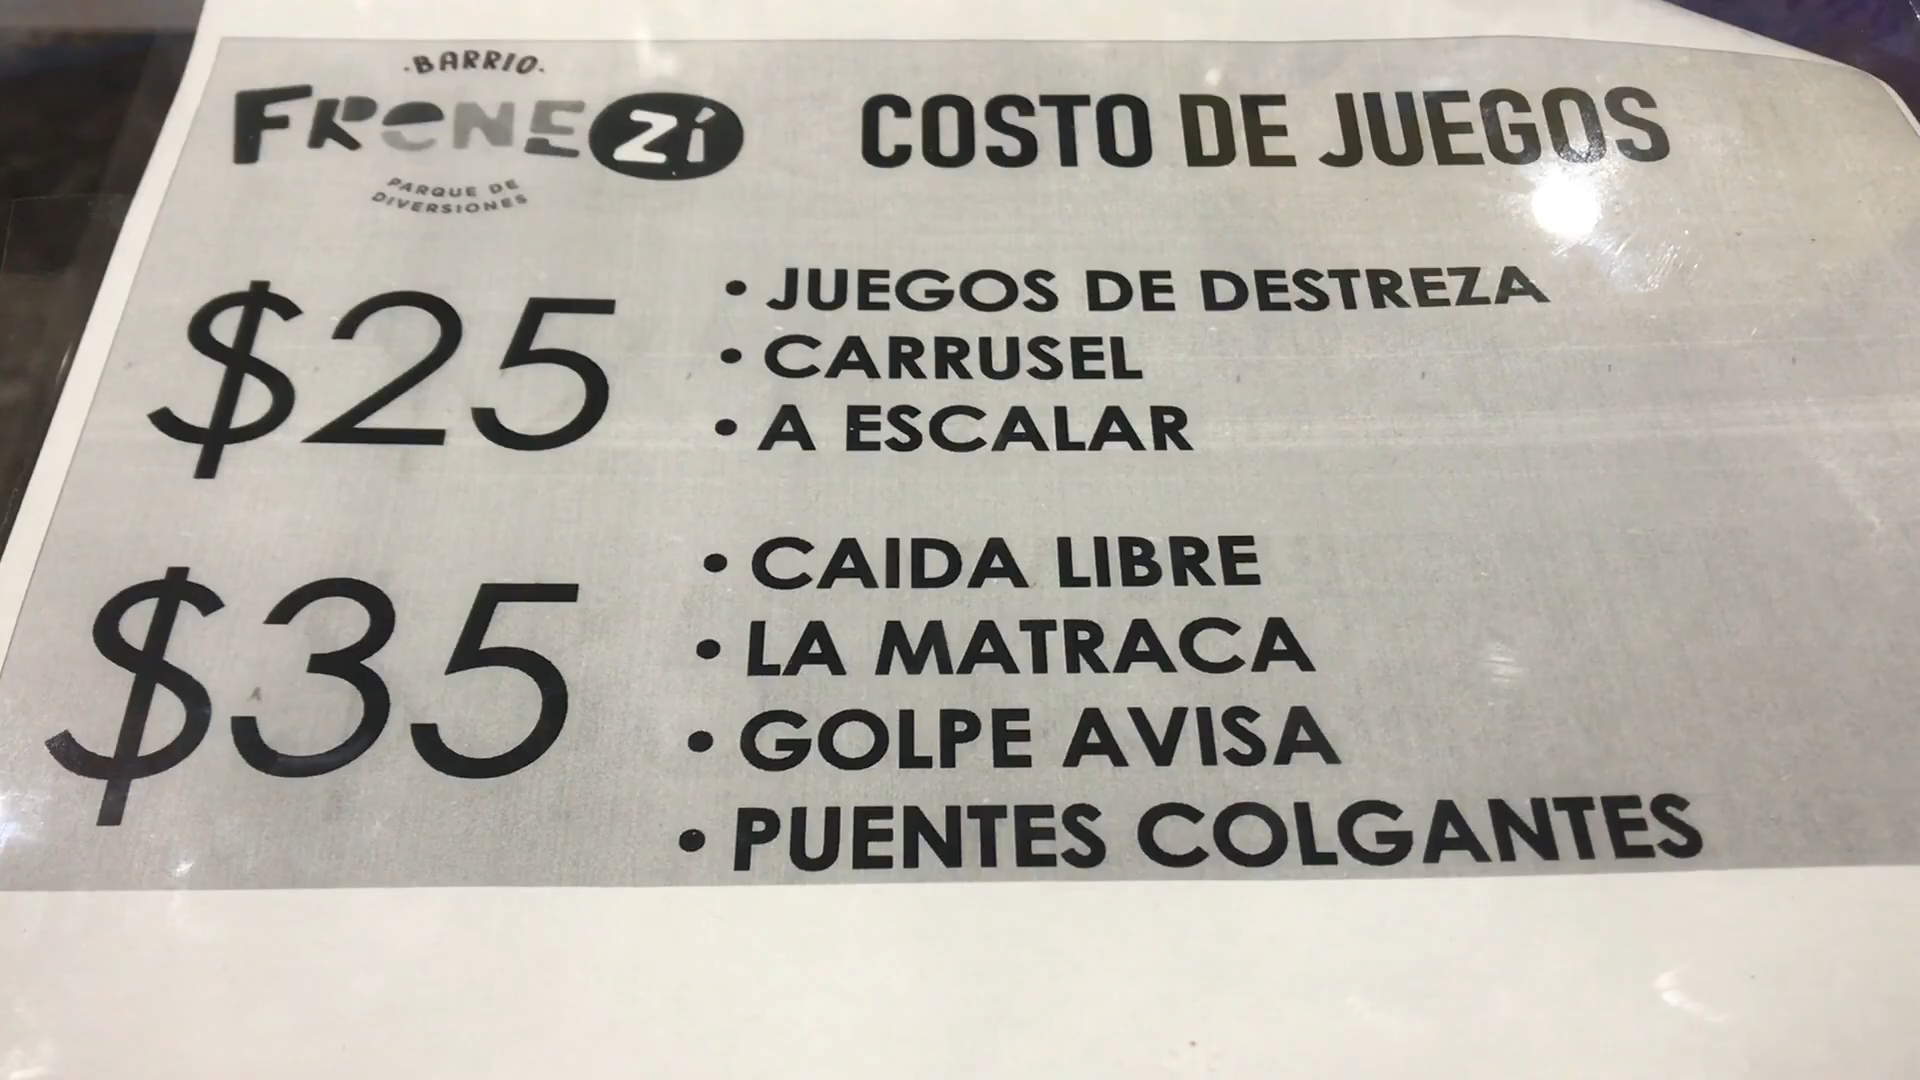 ·BARRIO·
FRENEZÍ
PARQUE DE
DIVERSIONES
COSTO DE JUEGOS
$25
• JUEGOS DE DESTREZA
• CARRUSEL
• A ESCALAR
$35
• CAIDA LIBRE
• LA MATRACA
• GOLPE AVISA
• PUENTES COLGANTES